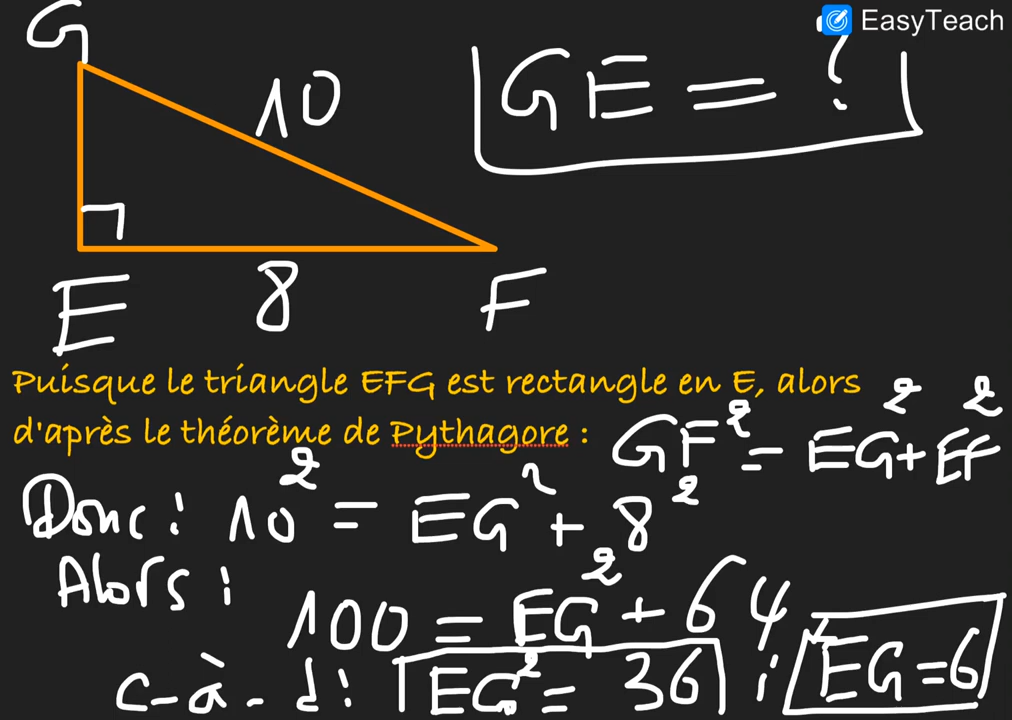 EasyTeach
G
10
GE = ?
E
8
F
Puisque le triangle EFG est rectangle en E, alors
d'après le théorème de Pythagore : GF² = EG² + EF²
Donc : 10² = EG² + 8²
Alors :
100 = EG² + 64
c-à-d : EG² = 36 ; EG = 6